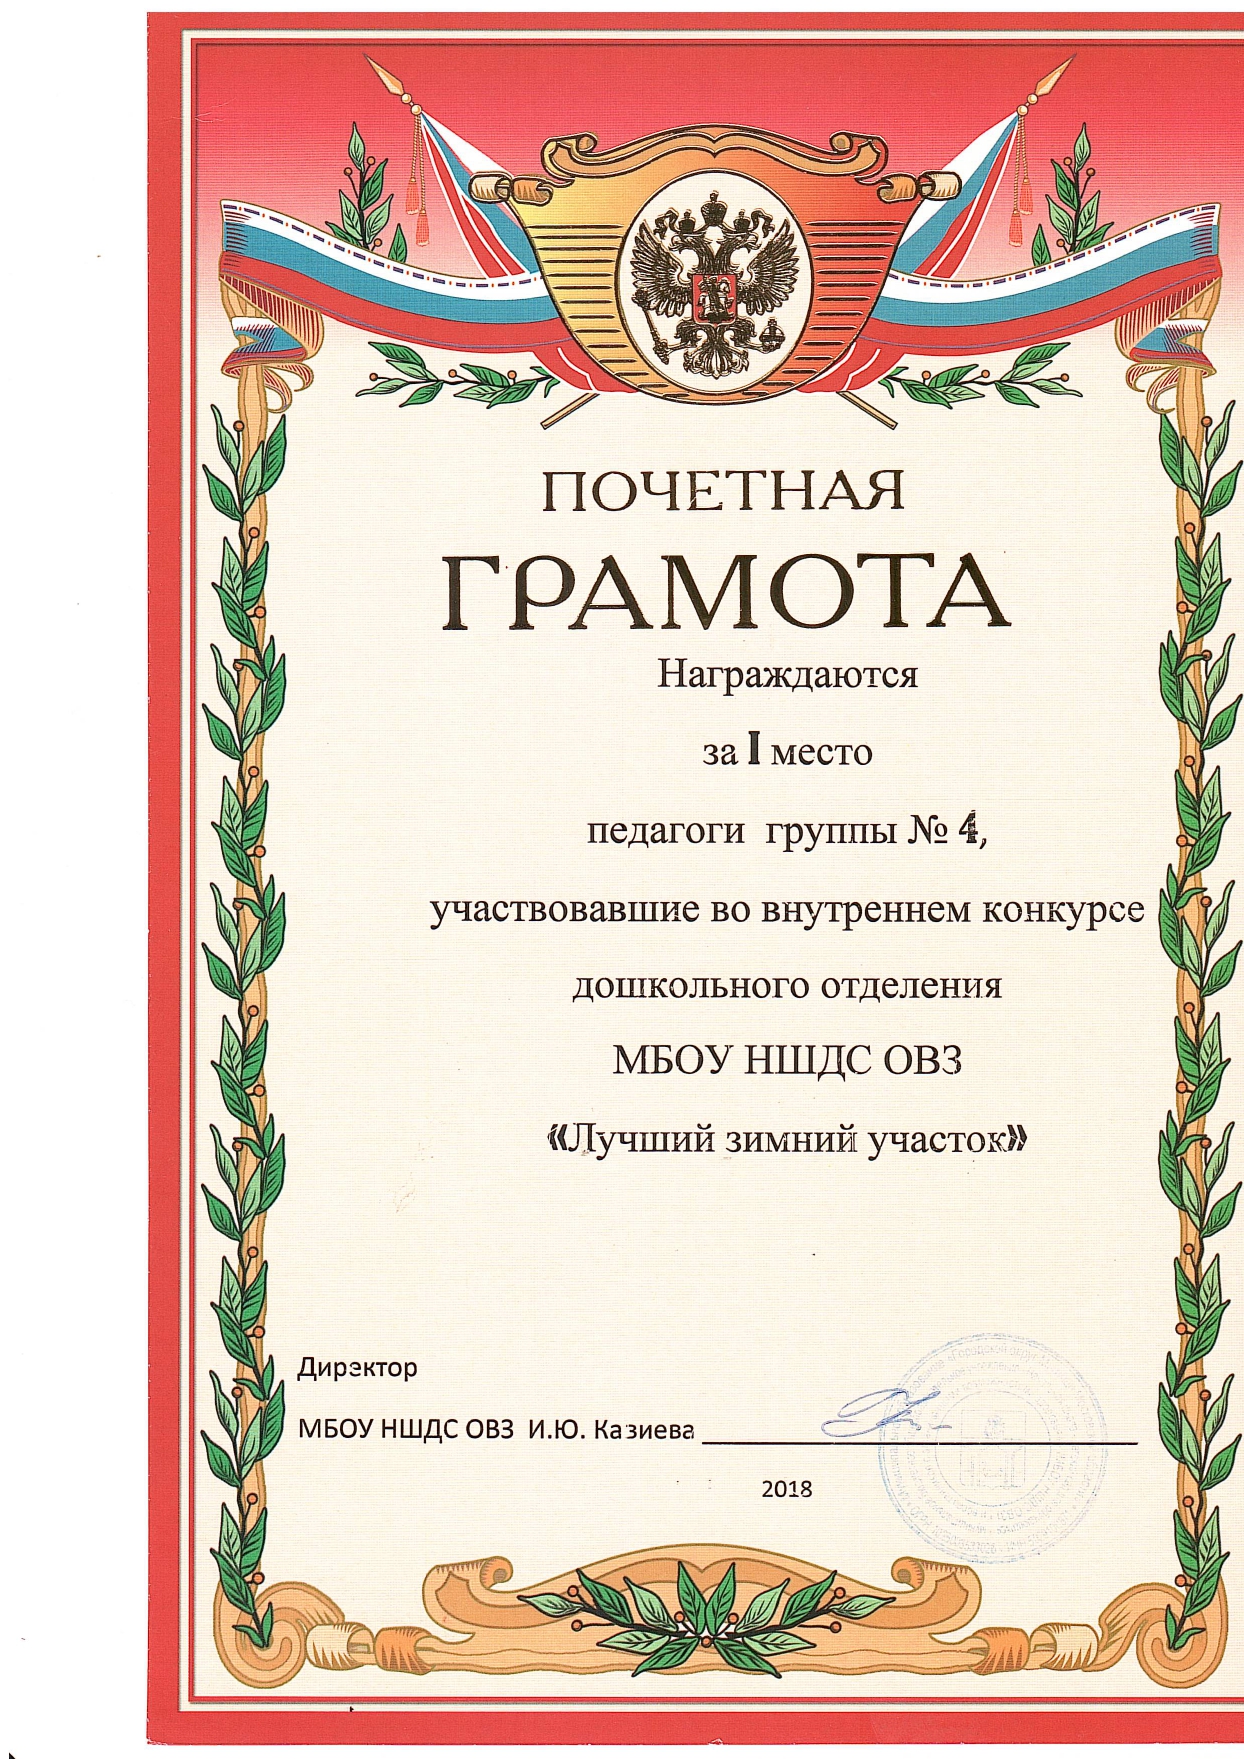 ПОЧЕТНАЯ
ГРАМОТА
Награждаются
за I место
педагоги группы № 4,
участвовавшие во внутреннем конкурсе
дошкольного отделения
МБОУ НШДС ОВЗ
«Лучший зимний участок»
Директор
МБОУ НШДС ОВЗ И.Ю. Казиева
2018